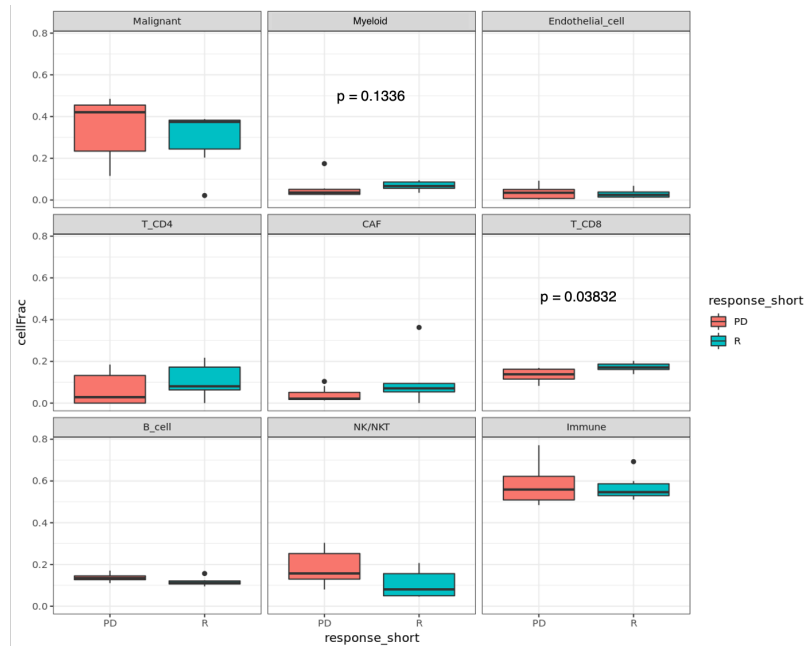 Malignant
Myeloid
Endothelial_cell
0.8
0.6
0.4
0.2
0.0
p = 0.1336
T_CD4
CAF
T_CD8
0.8
0.6
0.4
0.2
0.0
p = 0.03832
cellFrac
response_short
PD
R
B_cell
NK/NKT
Immune
0.8
0.6
0.4
0.2
0.0
PD
R
PD
R
PD
R
response_short